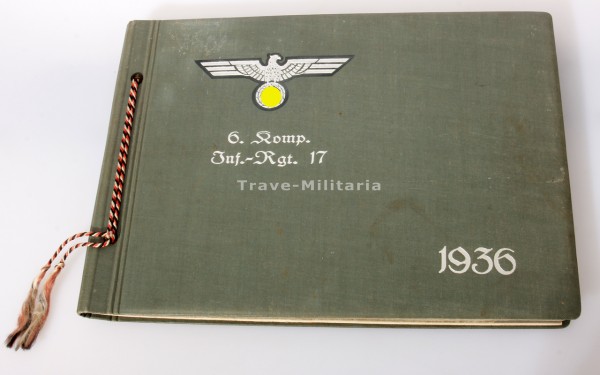 6. Komp.
Inf.-Rgt. 17
Trave-Militaria
1936